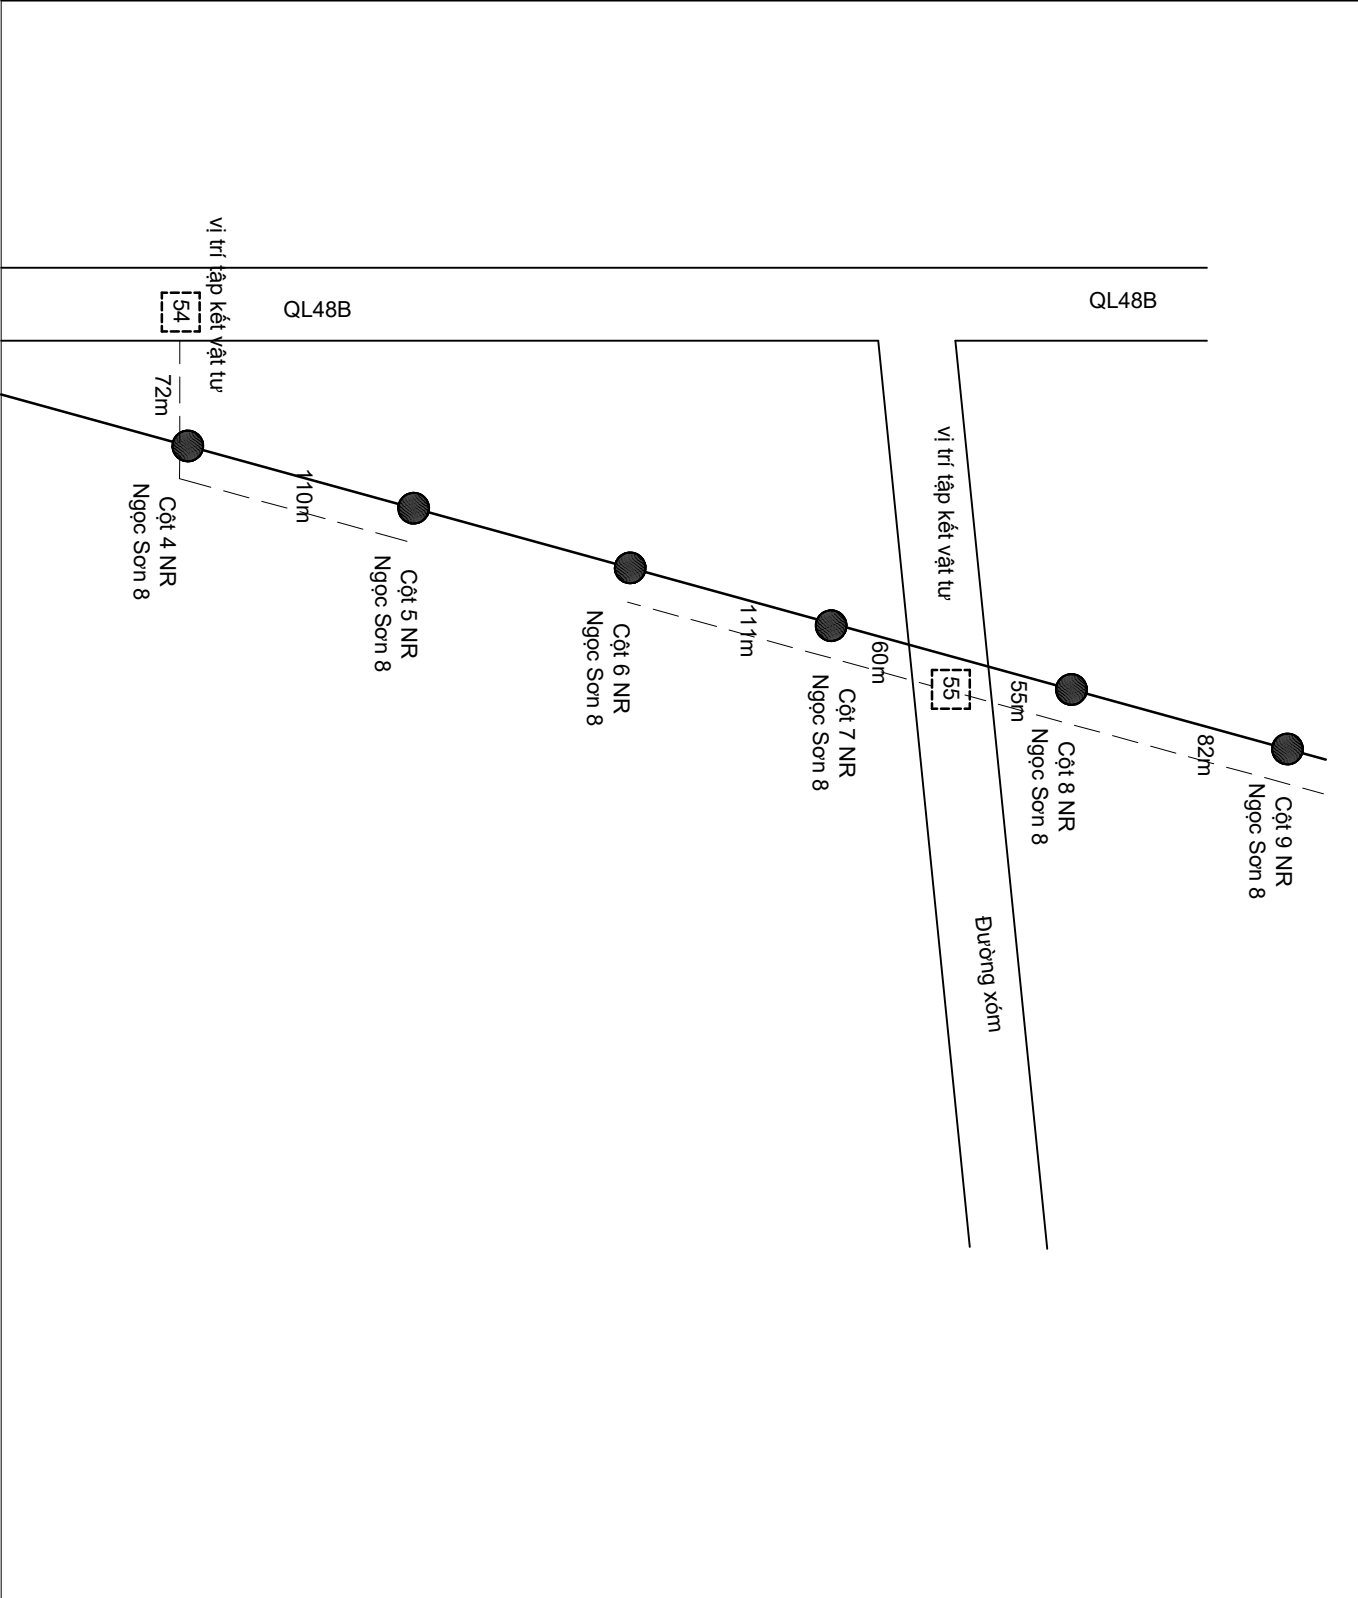 vị trí tập kết vật tư
54
QL48B
QL48B
72m
Cột 4 NR
Ngọc Sơn 8
110m
Cột 5 NR
Ngọc Sơn 8
Cột 6 NR
Ngọc Sơn 8
111m
Cột 7 NR
Ngọc Sơn 8
60m
vị trí tập kết vật tư
55
55m
Cột 8 NR
Ngọc Sơn 8
82m
Cột 9 NR
Ngọc Sơn 8
Đường xóm